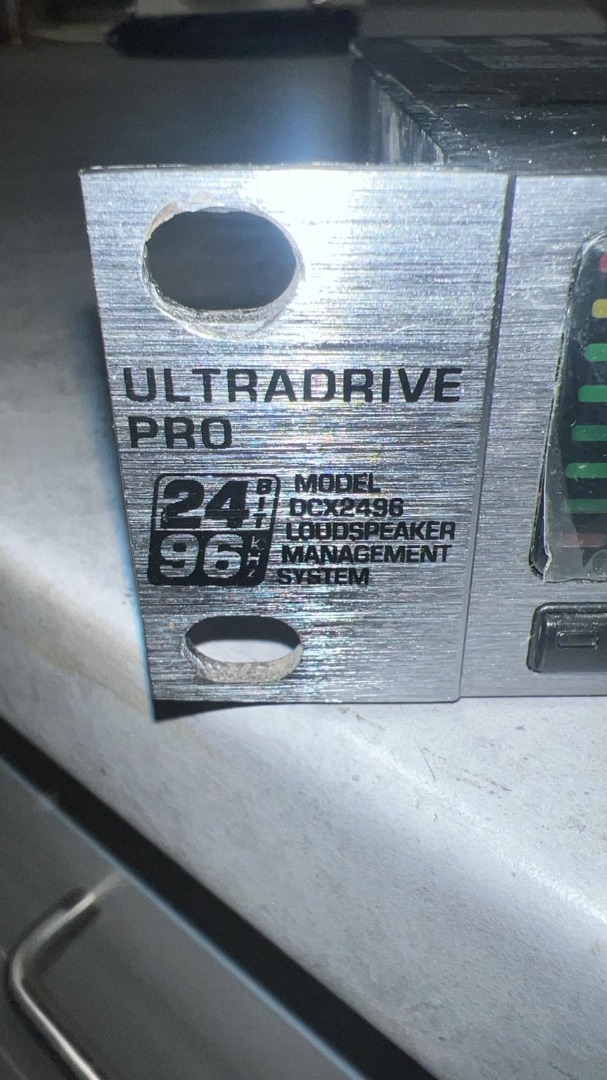 ULTRADRIVE
PRO
24 BIT
96 kHz
MODEL
DCX2496
LOUDSPEAKER
MANAGEMENT
SYSTEM